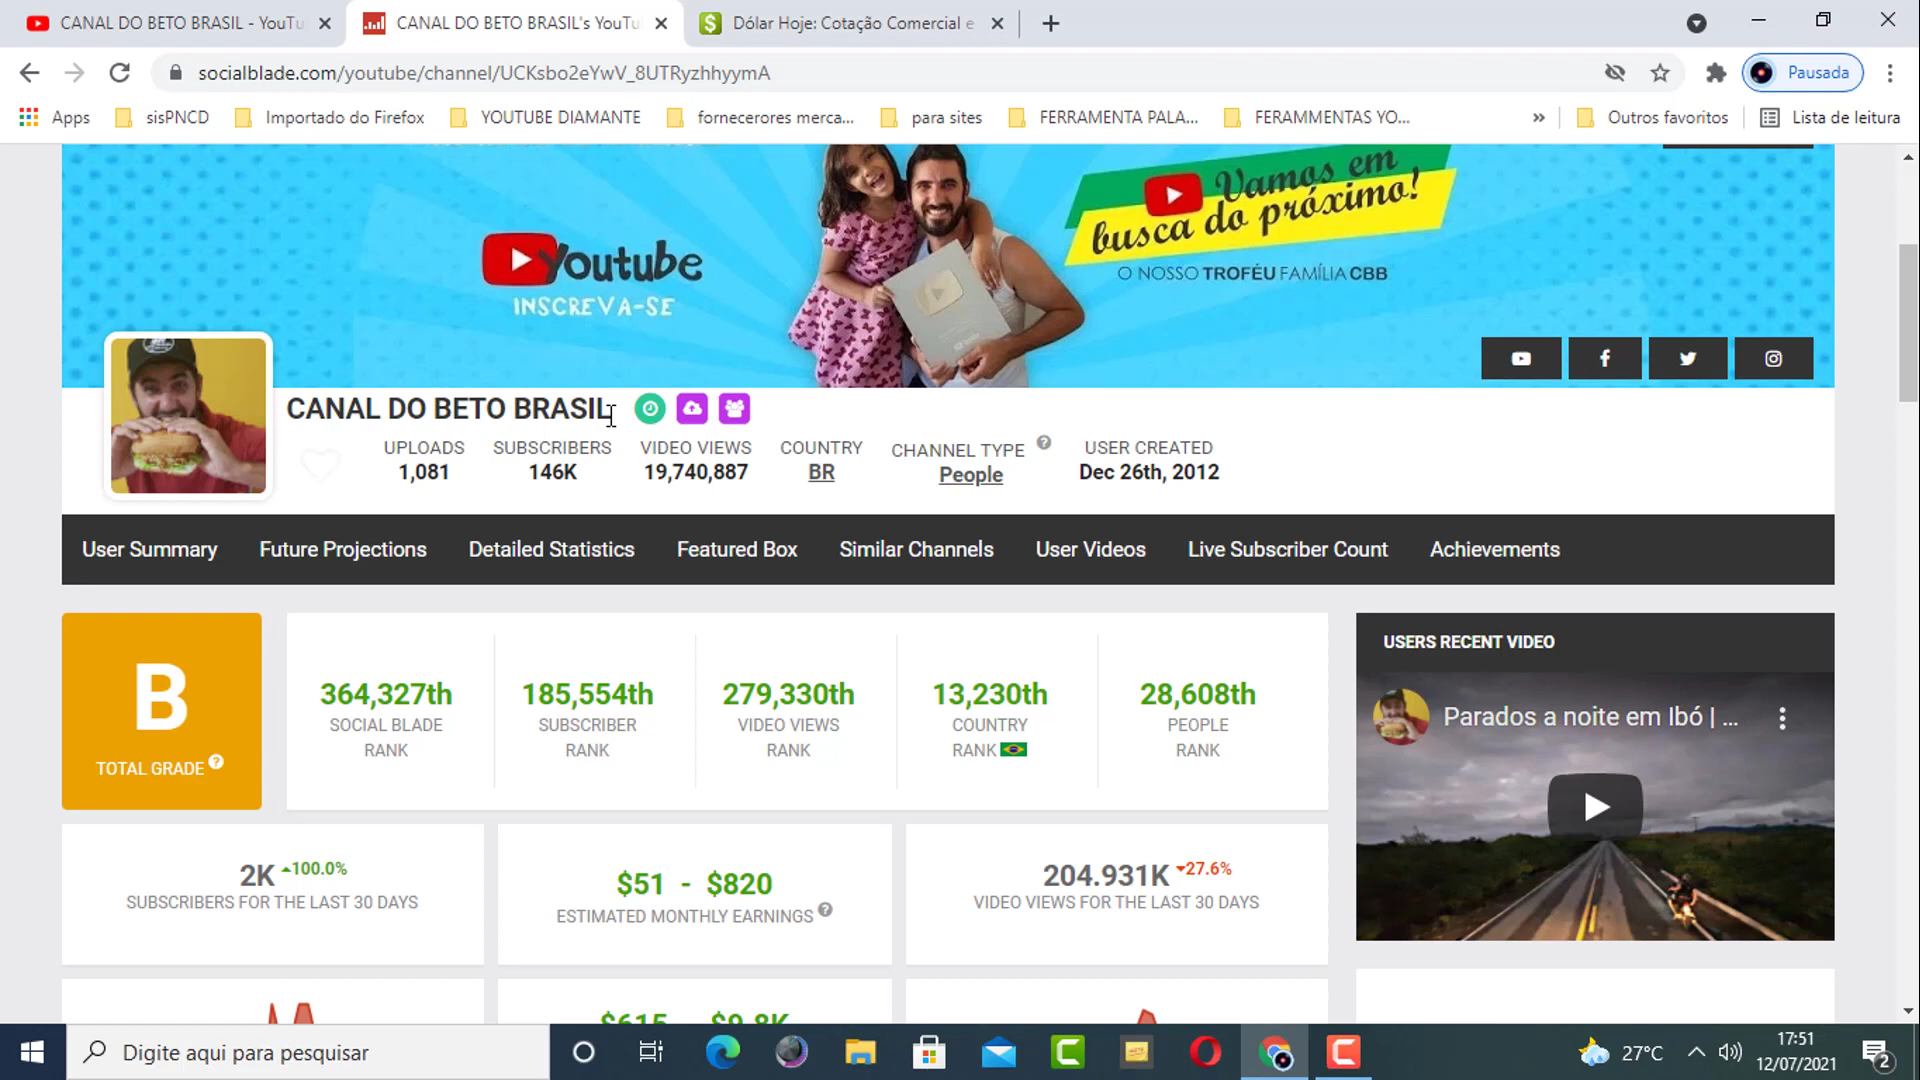 CANAL DO BETO BRASIL - YouTu
CANAL DO BETO BRASIL's YouTu
Dólar Hoje: Cotação Comercial e
socialblade.com/youtube/channel/UCKsbo2eYwV_8UTRyzhhyymA
Pausada
Apps
sisPNCD
Importado do Firefox
YOUTUBE DIAMANTE
fornecerores merca...
para sites
FERRAMENTA PALA...
FERAMMENTAS YO...
»
Outros favoritos
Lista de leitura
Youtube
INSCREVA-SE
Vamos em
busca do próximo!
O NOSSO TROFÉU FAMÍLIA CBB
CANAL DO BETO BRASIL
UPLOADS
1,081
SUBSCRIBERS
146K
VIDEO VIEWS
19,740,887
COUNTRY
BR
CHANNEL TYPE
People
USER CREATED
Dec 26th, 2012
User Summary
Future Projections
Detailed Statistics
Featured Box
Similar Channels
User Videos
Live Subscriber Count
Achievements
B
TOTAL GRADE
364,327th
SOCIAL BLADE
RANK
185,554th
SUBSCRIBER
RANK
279,330th
VIDEO VIEWS
RANK
13,230th
COUNTRY
RANK
28,608th
PEOPLE
RANK
USERS RECENT VIDEO
Parados a noite em Ibó | ...
2K 100.0%
SUBSCRIBERS FOR THE LAST 30 DAYS
$51 - $820
ESTIMATED MONTHLY EARNINGS
204.931K 27.6%
VIDEO VIEWS FOR THE LAST 30 DAYS
$615 - $9.8K
Digite aqui para pesquisar
27°C
17:51
12/07/2021
2